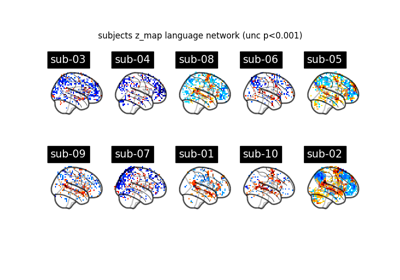 subjects z_map language network (unc p<0.001)
sub-03 sub-04 sub-08 sub-06 sub-05
sub-09 sub-07 sub-01 sub-10 sub-02